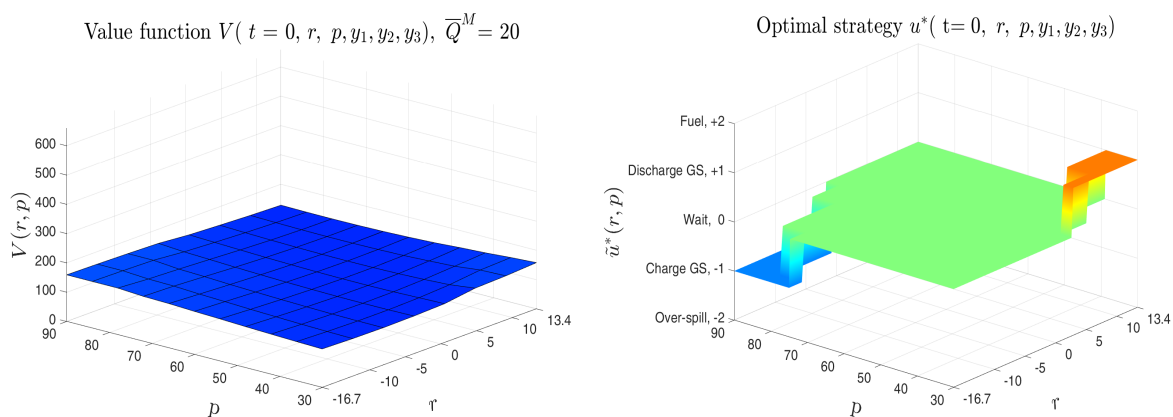 Value function V( t = 0, r, p, y₁, y₂, y₃), Q̅ᴹ = 20
600
500
400
300
200
100
0
V(r, p)
90
80
70
60
50
40
30
p
-16.7
-10
-5
0
5
10
13.4
r
Optimal strategy u*( t= 0, r, p, y₁, y₂, y₃)
Fuel, +2
Discharge GS, +1
Wait, 0
Charge GS, -1
Over-spill, -2
u*(r, p)
90
80
70
60
50
40
30
p
-16.7
-10
-5
0
5
10
13.4
r